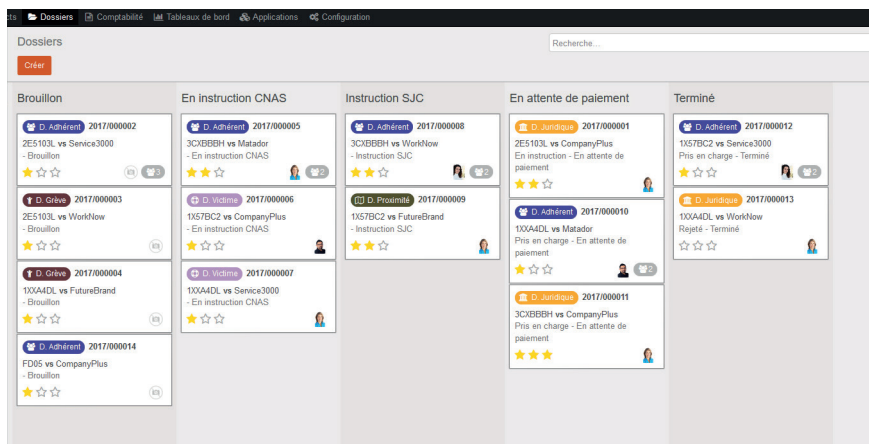 cts Dossiers Comptabilité Tableaux de bord Applications Configuration
Dossiers
Recherche...
Créer
Brouillon
D. Adhérent 2017/000002
2E5103L vs Service3000
- Brouillon
3
D. Grève 2017/000003
2E5103L vs WorkNow
- Brouillon
D. Grève 2017/000004
1XXA4DL vs FutureBrand
- Brouillon
D. Adhérent 2017/000014
FD05 vs CompanyPlus
- Brouillon
En instruction CNAS
D. Adhérent 2017/000005
3CXBBBH vs Matador
- En instruction CNAS
2
D. Victime 2017/000006
1X57BC2 vs CompanyPlus
- En instruction CNAS
D. Victime 2017/000007
1XXA4DL vs Service3000
- En instruction CNAS
Instruction SJC
D. Adhérent 2017/000008
3CXBBBH vs WorkNow
- Instruction SJC
2
D. Proximité 2017/000009
1X57BC2 vs FutureBrand
- Instruction SJC
En attente de paiement
D. Juridique 2017/000001
2E5103L vs CompanyPlus
En instruction - En attente de
paiement
D. Adhérent 2017/000010
1XXA4DL vs Matador
Pris en charge - En attente de
paiement
2
D. Juridique 2017/000011
3CXBBBH vs CompanyPlus
Pris en charge - En attente de
paiement
Terminé
D. Adhérent 2017/000012
1X57BC2 vs Service3000
Pris en charge - Terminé
2
D. Juridique 2017/000013
1XXA4DL vs WorkNow
Rejeté - Terminé